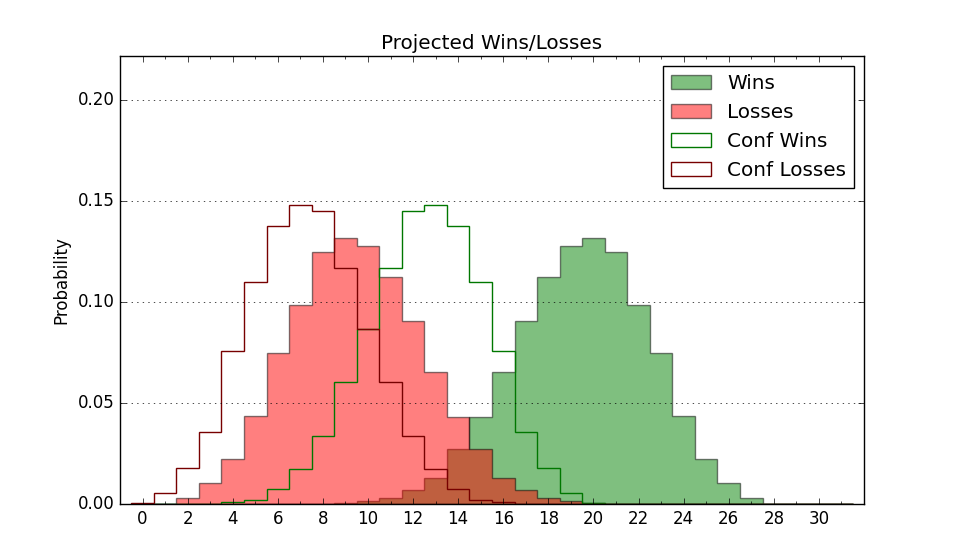 Projected Wins/Losses
0.20
0.15
0.10
0.05
0.00
Probability
Wins
Losses
Conf Wins
Conf Losses
0 2 4 6 8 10 12 14 16 18 20 22 24 26 28 30